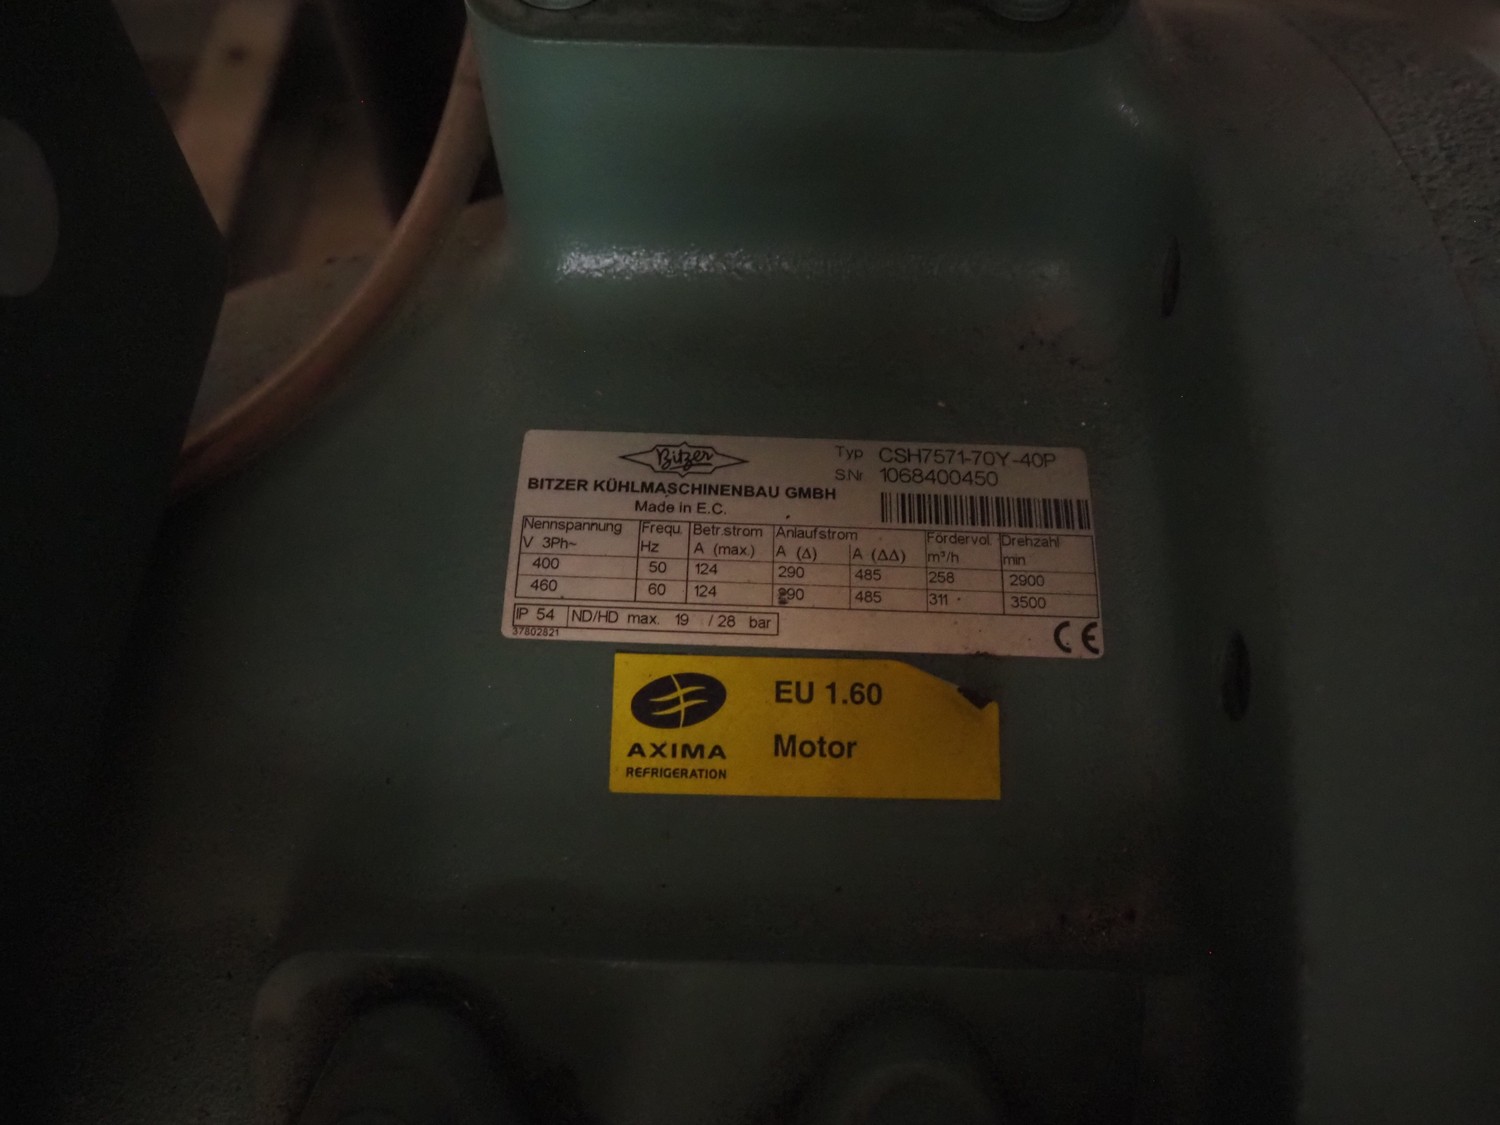 Bitzer
BITZER KÜHLMASCHINENBAU GMBH
Made in E.C.
Typ CSH7571-70Y-40P
S.Nr 1068400450
Nennspannung Frequ. Betr.strom Anlaufstrom Fördervol. Drehzahl
V 3Ph~ Hz A (max.) A (Δ) A (ΔΔ) m³/h min
400 50 124 290 485 258 2900
460 60 124 290 485 311 3500
IP 54 ND/HD max. 19 / 28 bar
37802821
CE
AXIMA
REFRIGERATION
EU 1.60
Motor